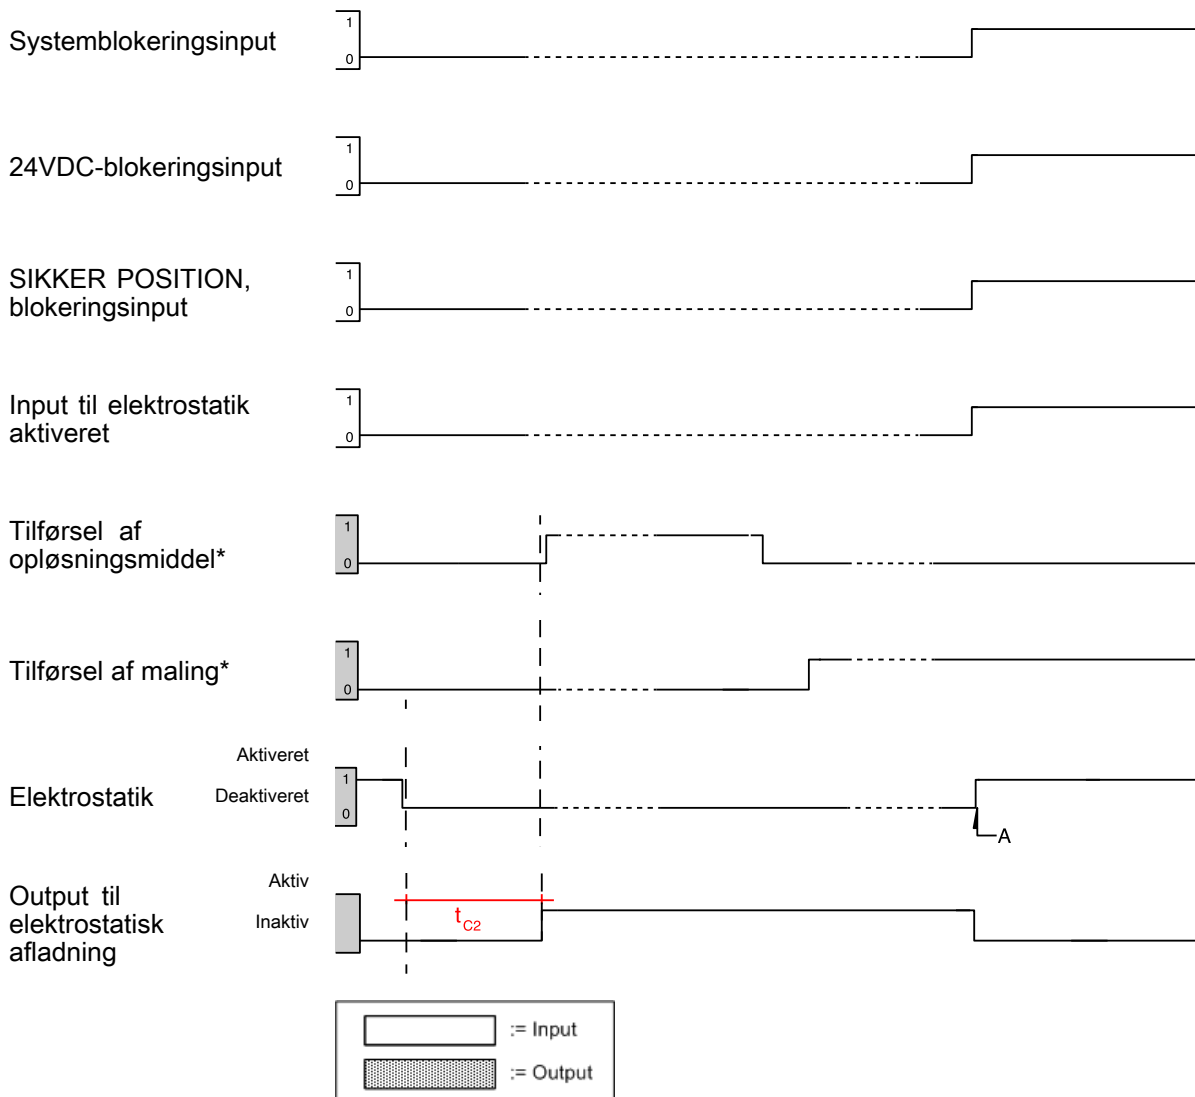 Systemblokeringsinput
1
0
24VDC-blokeringsinput
1
0
SIKKER POSITION,
blokeringsinput
1
0
Input til elektrostatik
aktiveret
1
0
Tilførsel af
opløsningsmiddel*
1
0
Tilførsel af maling*
1
0
Elektrostatik
Aktiveret
Deaktiveret
1
0
A
Output til
elektrostatisk
afladning
Aktiv
Inaktiv
tC2
:= Input
:= Output